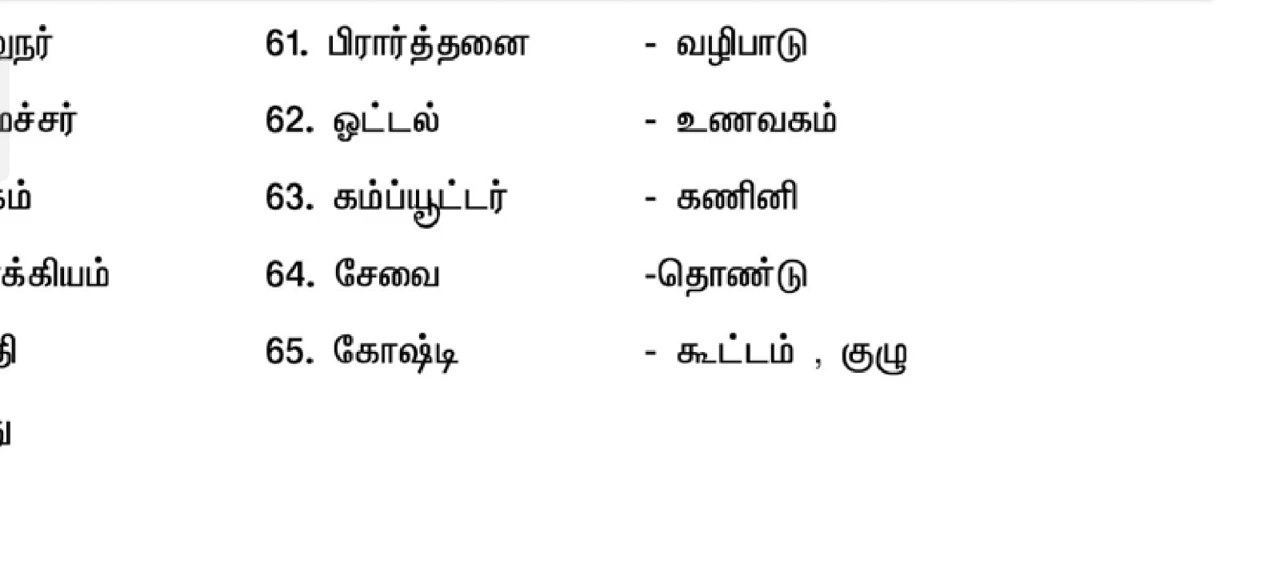 61. பிரார்த்தனை - வழிபாடு
62. ஓட்டல் - உணவகம்
63. கம்ப்யூட்டர் - கணினி
64. சேவை -தொண்டு
65. கோஷ்டி - கூட்டம் , குழு